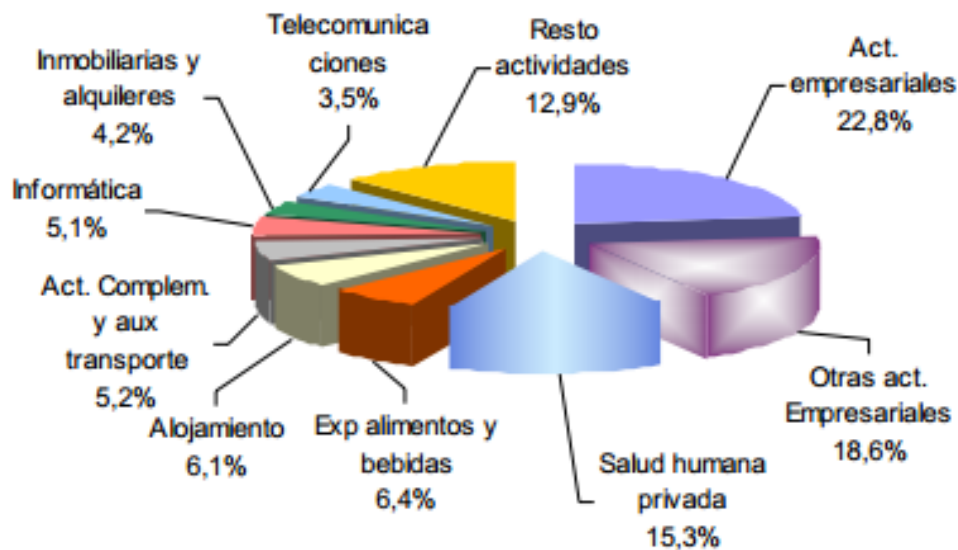 Telecomunica
ciones
3,5%
Resto
actividades
12,9%
Act.
empresariales
22,8%
Inmobiliarias y
alquileres
4,2%
Informática
5,1%
Act. Complem.
y aux
transporte
5,2%
Alojamiento
6,1%
Exp alimentos y
bebidas
6,4%
Salud humana
privada
15,3%
Otras act.
Empresariales
18,6%